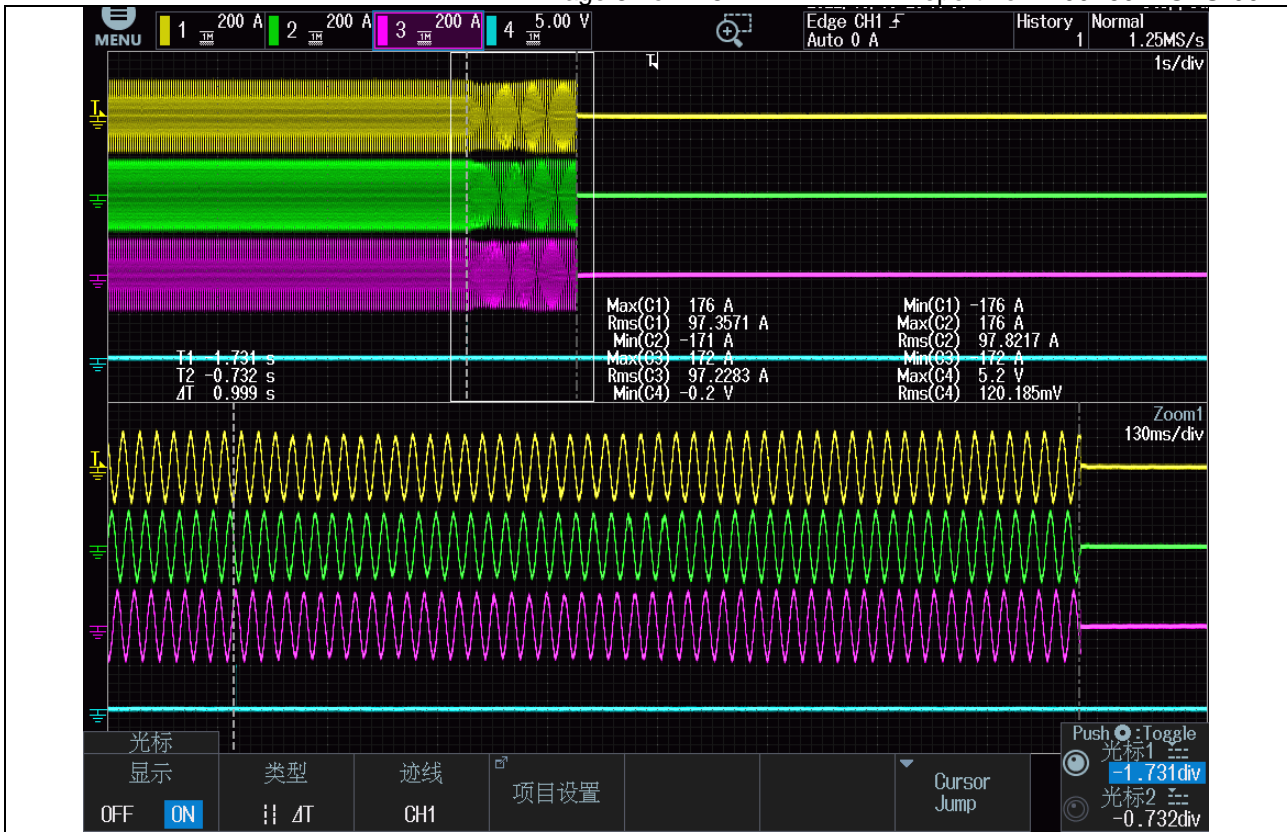 MENU 1 1M 200 A 2 1M 200 A 3 1M 200 A 4 1M 5.00 V Edge CH1 History Normal
Auto 0 A 1 1.25MS/s
T 1s/div
T
Max(C1) 176 A Min(C1) -176 A
Rms(C1) 97.3571 A Max(C2) 176 A
Min(C2) -171 A Rms(C2) 97.8217 A
T1 -1.731 s Max(C3) 172 A Min(C3) -172 A
T2 -0.732 s Rms(C3) 97.2283 A Max(C4) 5.2 V
ΔT 0.999 s Min(C4) -0.2 V Rms(C4) 120.185mV
Zoom1
130ms/div
T
光标 Push :Toggle
显示 类型 迹线 项目设置 Cursor Jump 光标1
-1.731div
OFF ON ΔT CH1 光标2
-0.732div